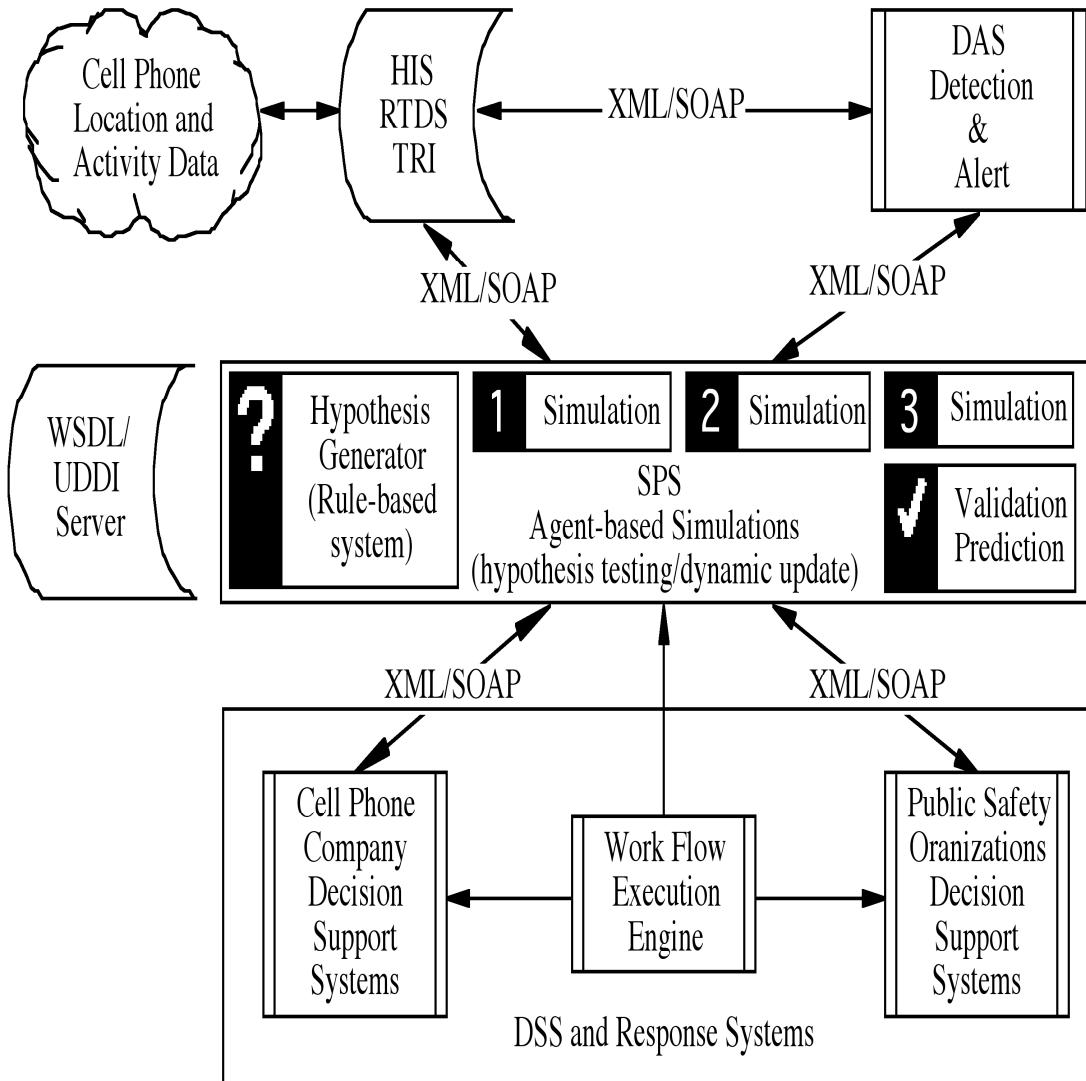 Cell Phone
Location and
Activity Data
HIS
RTDS
TRI
XML/SOAP
DAS
Detection
&
Alert
XML/SOAP
XML/SOAP
WSDL/
UDDI
Server
?
Hypothesis
Generator
(Rule-based
system)
1
Simulation
2
Simulation
3
Simulation
SPS
Agent-based Simulations
(hypothesis testing/dynamic update)
Validation
Prediction
XML/SOAP
XML/SOAP
Cell Phone
Company
Decision
Support
Systems
Work Flow
Execution
Engine
Public Safety
Oranizations
Decision
Support
Systems
DSS and Response Systems